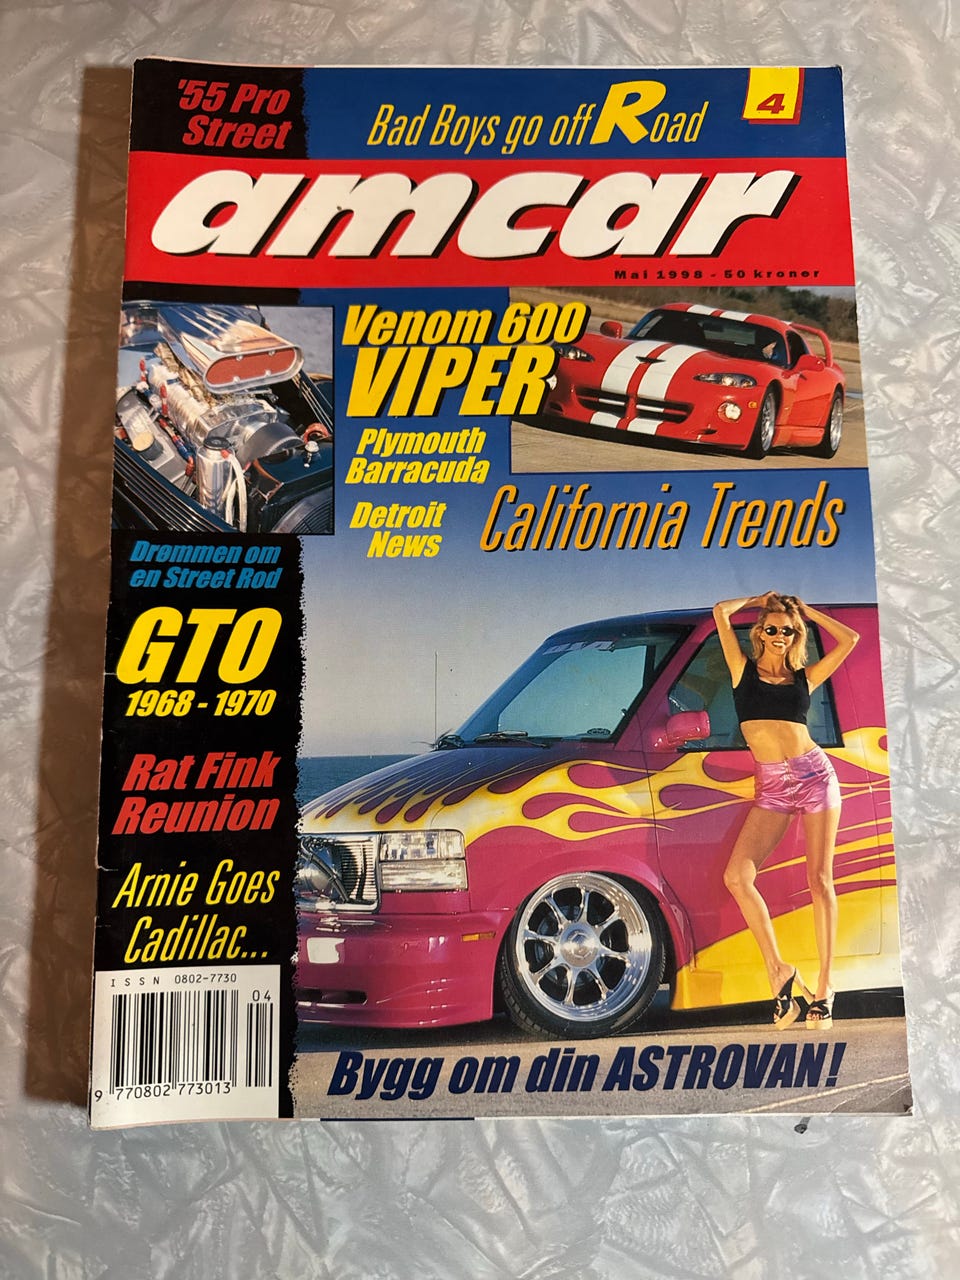 '55 Pro
Street
Bad Boys go off Road
4
amcar
Mai 1998 - 50 kroner
Venom 600
VIPER
Plymouth
Barracuda
Detroit
News
California Trends
Drømmen om
en Street Rod
GTO
1968 - 1970
Rat Fink
Reunion
Arnie Goes
Cadillac...
ISSN 0802-7730
04
9 770802 773013
Bygg om din ASTROVAN!